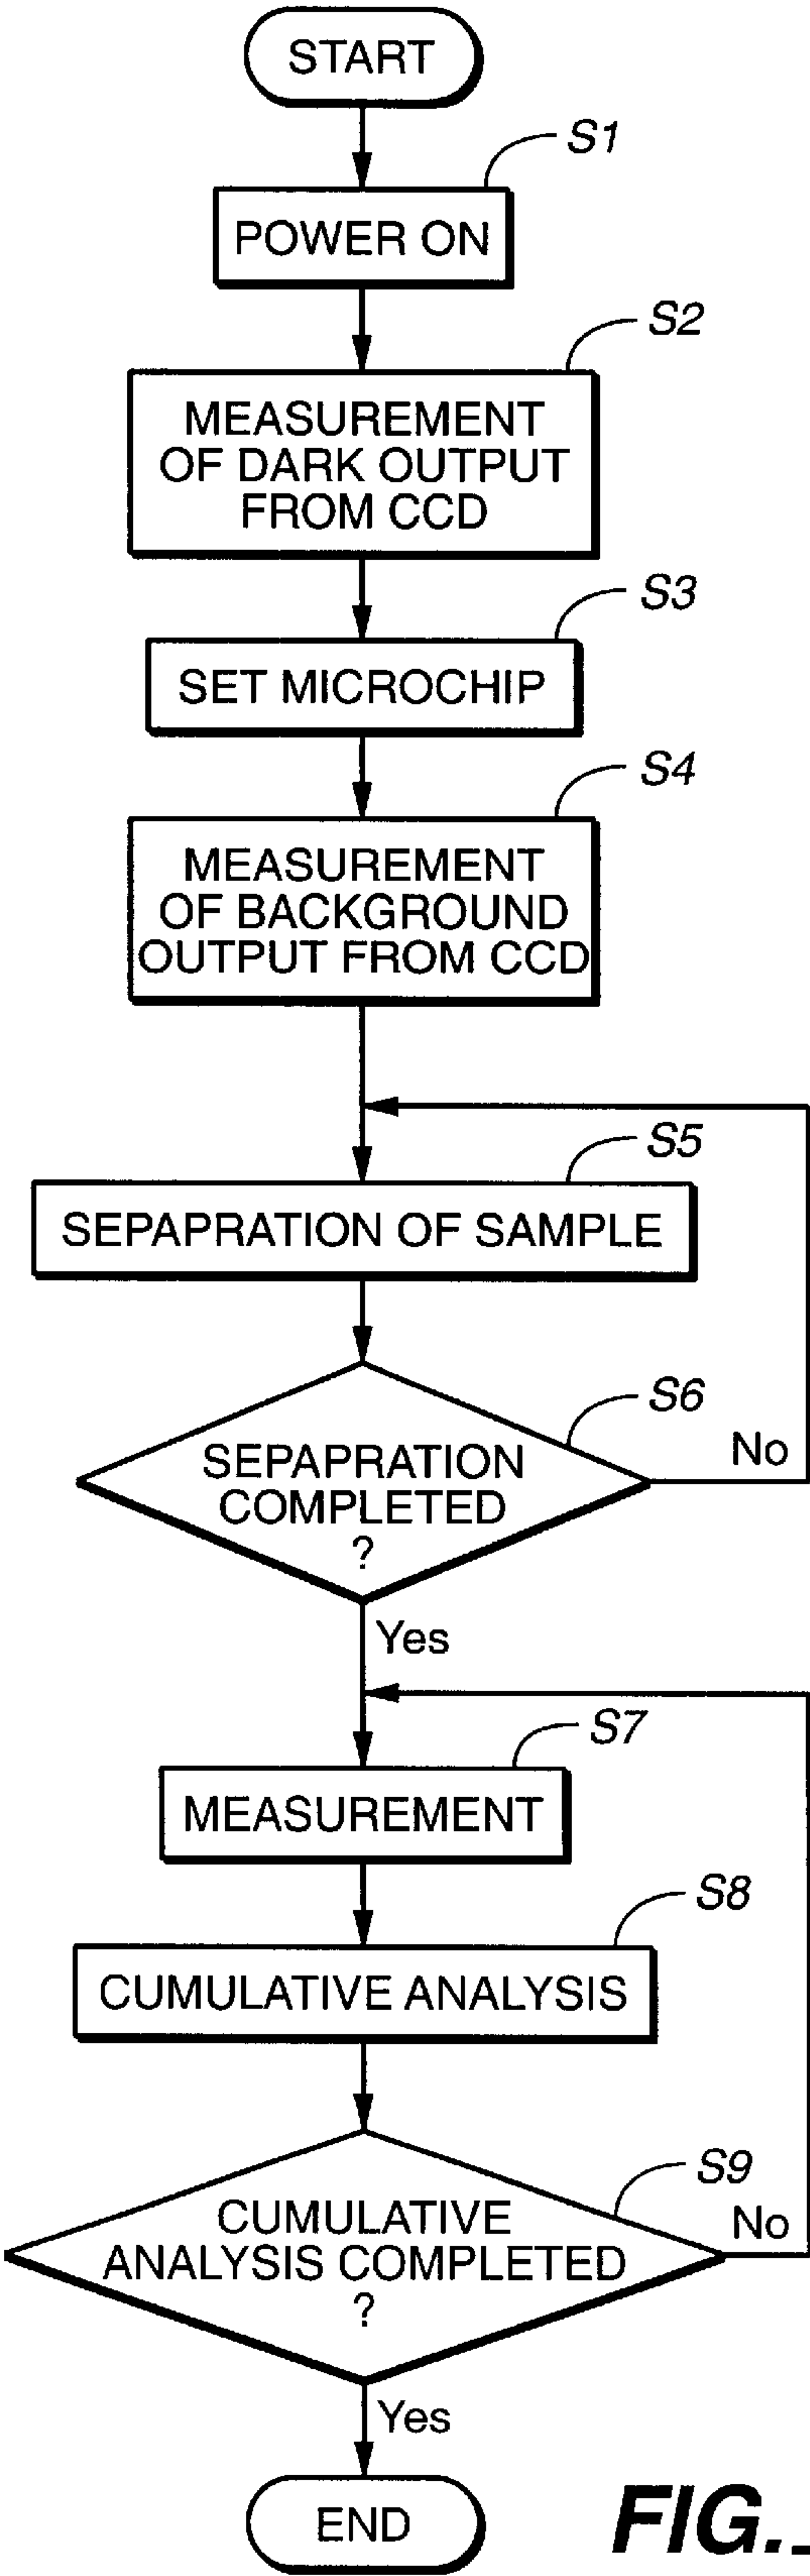 START
S1
POWER ON
S2
MEASUREMENT
OF DARK OUTPUT
FROM CCD
S3
SET MICROCHIP
S4
MEASUREMENT
OF BACKGROUND
OUTPUT FROM CCD
S5
SEPAPRATION OF SAMPLE
S6
SEPAPRATION
COMPLETED
?
No
Yes
S7
MEASUREMENT
S8
CUMULATIVE ANALYSIS
S9
CUMULATIVE
ANALYSIS COMPLETED
?
No
Yes
END
FIG._